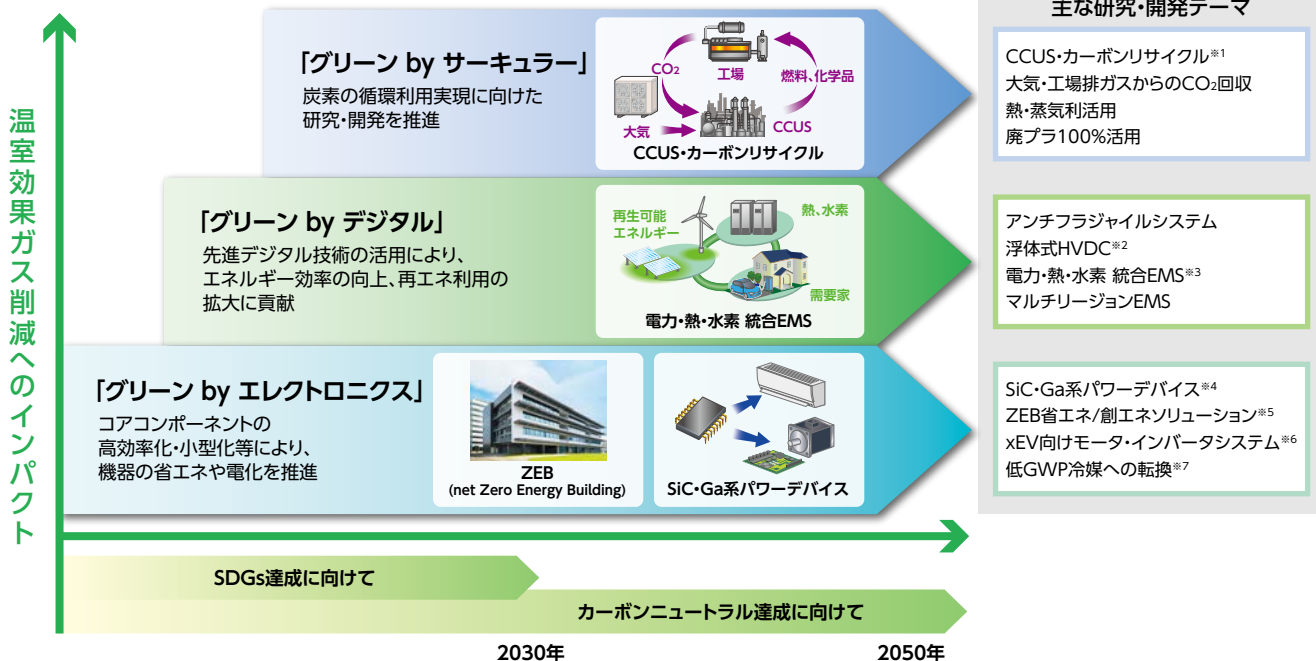 温室効果ガス削減へのインパクト
「グリーン by サーキュラー」
炭素の循環利用実現に向けた
研究・開発を推進
CO₂
工場
燃料、化学品
大気
CCUS
CCUS・カーボンリサイクル
「グリーン by デジタル」
先進デジタル技術の活用により、
エネルギー効率の向上、再エネ利用の
拡大に貢献
再生可能
エネルギー
熱、水素
需要家
電力・熱・水素 統合EMS
「グリーン by エレクトロニクス」
コアコンポーネントの
高効率化・小型化等により、
機器の省エネや電化を推進
ZEB
(net Zero Energy Building)
SiC・Ga系パワーデバイス
主な研究・開発テーマ
CCUS・カーボンリサイクル※1
大気・工場排ガスからのCO₂回収
熱・蒸気利活用
廃プラ100%活用
アンチフラジャイルシステム
浮体式HVDC※2
電力・熱・水素 統合EMS※3
マルチリージョンEMS
SiC・Ga系パワーデバイス※4
ZEB省エネ/創エネソリューション※5
xEV向けモータ・インバータシステム※6
低GWP冷媒への転換※7
SDGs達成に向けて
カーボンニュートラル達成に向けて
2030年
2050年